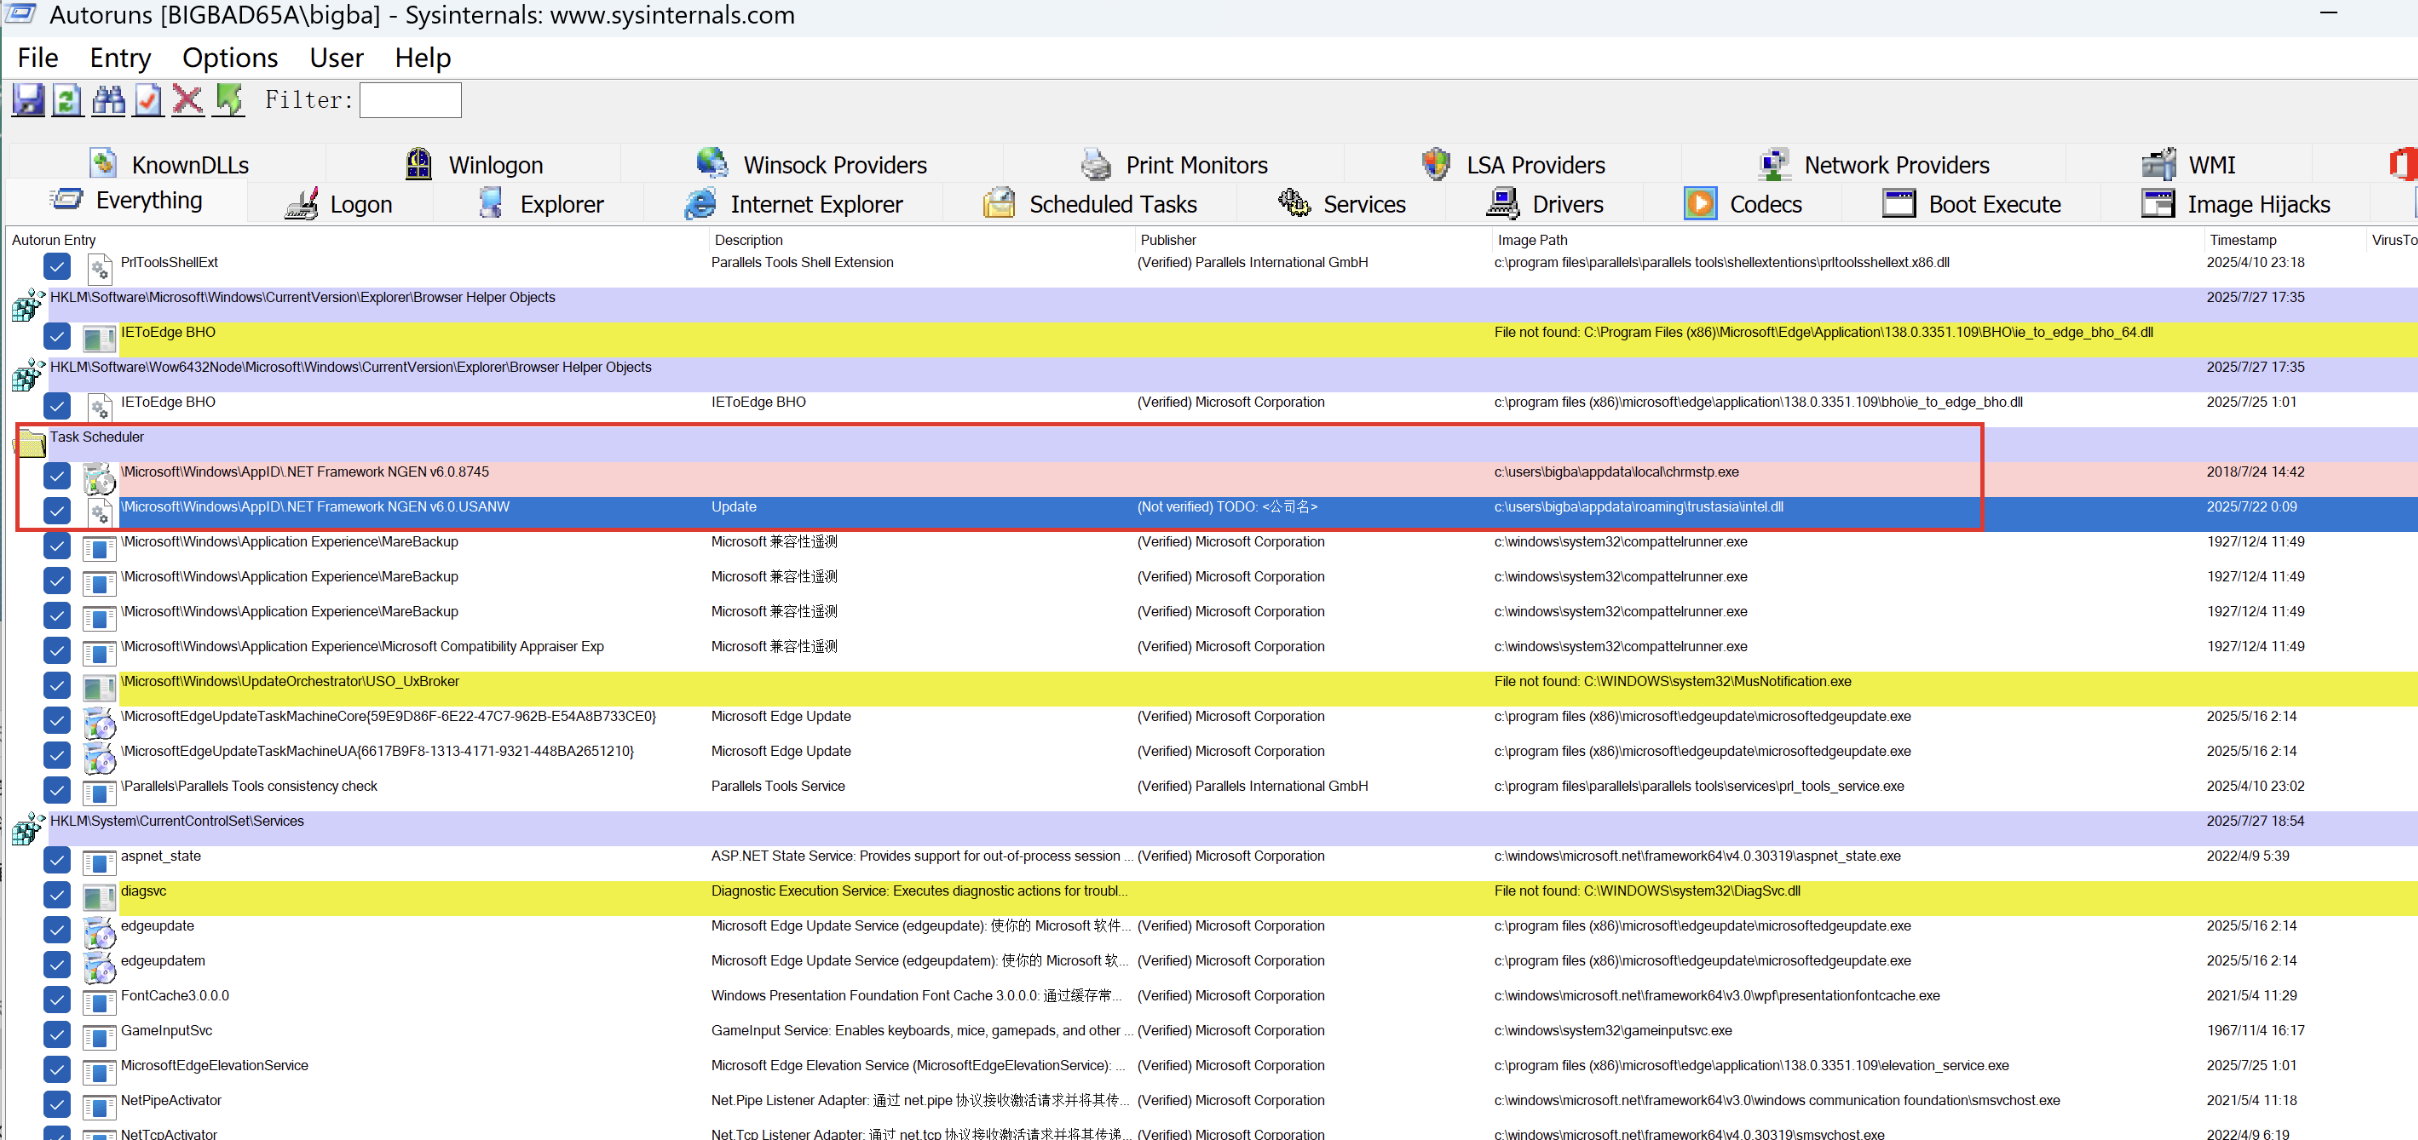 Autoruns [BIGBAD65A\bigba] - Sysinternals: www.sysinternals.com
File Entry Options User Help
Filter:
KnownDLLs Winlogon Winsock Providers Print Monitors LSA Providers Network Providers WMI
Everything Logon Explorer Internet Explorer Scheduled Tasks Services Drivers Codecs Boot Execute Image Hijacks
Autorun Entry Description Publisher Image Path Timestamp VirusTo
PrlToolsShellExt Parallels Tools Shell Extension (Verified) Parallels International GmbH c:\program files\parallels\parallels tools\shellextentions\prltoolsshellext.x86.dll 2025/4/10 23:18
HKLM\Software\Microsoft\Windows\CurrentVersion\Explorer\Browser Helper Objects 2025/7/27 17:35
IEToEdge BHO File not found: C:\Program Files (x86)\Microsoft\Edge\Application\138.0.3351.109\BHO\ie_to_edge_bho_64.dll
HKLM\Software\Wow6432Node\Microsoft\Windows\CurrentVersion\Explorer\Browser Helper Objects 2025/7/27 17:35
IEToEdge BHO IEToEdge BHO (Verified) Microsoft Corporation c:\program files (x86)\microsoft\edge\application\138.0.3351.109\bho\ie_to_edge_bho.dll 2025/7/25 1:01
Task Scheduler
\Microsoft\Windows\AppID\.NET Framework NGEN v6.0.8745 c:\users\bigba\appdata\local\chrmstp.exe 2018/7/24 14:42
\Microsoft\Windows\AppID\.NET Framework NGEN v6.0.USANW Update (Not verified) TODO: <公司名> c:\users\bigba\appdata\roaming\trustasia\intel.dll 2025/7/22 0:09
\Microsoft\Windows\Application Experience\MareBackup Microsoft 兼容性遥测 (Verified) Microsoft Corporation c:\windows\system32\compattelrunner.exe 1927/12/4 11:49
\Microsoft\Windows\Application Experience\MareBackup Microsoft 兼容性遥测 (Verified) Microsoft Corporation c:\windows\system32\compattelrunner.exe 1927/12/4 11:49
\Microsoft\Windows\Application Experience\MareBackup Microsoft 兼容性遥测 (Verified) Microsoft Corporation c:\windows\system32\compattelrunner.exe 1927/12/4 11:49
\Microsoft\Windows\Application Experience\Microsoft Compatibility Appraiser Exp Microsoft 兼容性遥测 (Verified) Microsoft Corporation c:\windows\system32\compattelrunner.exe 1927/12/4 11:49
\Microsoft\Windows\UpdateOrchestrator\USO_UxBroker File not found: C:\WINDOWS\system32\MusNotification.exe
\MicrosoftEdgeUpdateTaskMachineCore{59E9D86F-6E22-47C7-962B-E54A8B733CE0} Microsoft Edge Update (Verified) Microsoft Corporation c:\program files (x86)\microsoft\edgeupdate\microsoftedgeupdate.exe 2025/5/16 2:14
\MicrosoftEdgeUpdateTaskMachineUA{6617B9F8-1313-4171-9321-448BA2651210} Microsoft Edge Update (Verified) Microsoft Corporation c:\program files (x86)\microsoft\edgeupdate\microsoftedgeupdate.exe 2025/5/16 2:14
\Parallels\Parallels Tools consistency check Parallels Tools Service (Verified) Parallels International GmbH c:\program files\parallels\parallels tools\services\prl_tools_service.exe 2025/4/10 23:02
HKLM\System\CurrentControlSet\Services 2025/7/27 18:54
aspnet_state ASP.NET State Service: Provides support for out-of-process session ... (Verified) Microsoft Corporation c:\windows\microsoft.net\framework64\v4.0.30319\aspnet_state.exe 2022/4/9 5:39
diagsvc Diagnostic Execution Service: Executes diagnostic actions for troubl... File not found: C:\WINDOWS\system32\DiagSvc.dll
edgeupdate Microsoft Edge Update Service (edgeupdate): 使你的 Microsoft 软件... (Verified) Microsoft Corporation c:\program files (x86)\microsoft\edgeupdate\microsoftedgeupdate.exe 2025/5/16 2:14
edgeupdatem Microsoft Edge Update Service (edgeupdatem): 使你的 Microsoft 软... (Verified) Microsoft Corporation c:\program files (x86)\microsoft\edgeupdate\microsoftedgeupdate.exe 2025/5/16 2:14
FontCache3.0.0.0 Windows Presentation Foundation Font Cache 3.0.0.0: 通过缓存常... (Verified) Microsoft Corporation c:\windows\microsoft.net\framework64\v3.0\wpf\presentationfontcache.exe 2021/5/4 11:29
GameInputSvc GameInput Service: Enables keyboards, mice, gamepads, and other ... (Verified) Microsoft Corporation c:\windows\system32\gameinputsvc.exe 1967/11/4 16:17
MicrosoftEdgeElevationService Microsoft Edge Elevation Service (MicrosoftEdgeElevationService): ... (Verified) Microsoft Corporation c:\program files (x86)\microsoft\edge\application\138.0.3351.109\elevation_service.exe 2025/7/25 1:01
NetPipeActivator Net.Pipe Listener Adapter: 通过 net.pipe 协议接收激活请求并将其传... (Verified) Microsoft Corporation c:\windows\microsoft.net\framework64\v3.0\windows communication foundation\smsvchost.exe 2021/5/4 11:18
NetTcpActivator Net.Tcp Listener Adapter: 通过 net.tcp 协议接收激活请求并将其传递... (Verified) Microsoft Corporation c:\windows\microsoft.net\framework64\v4.0.30319\smsvchost.exe 2022/4/9 6:19